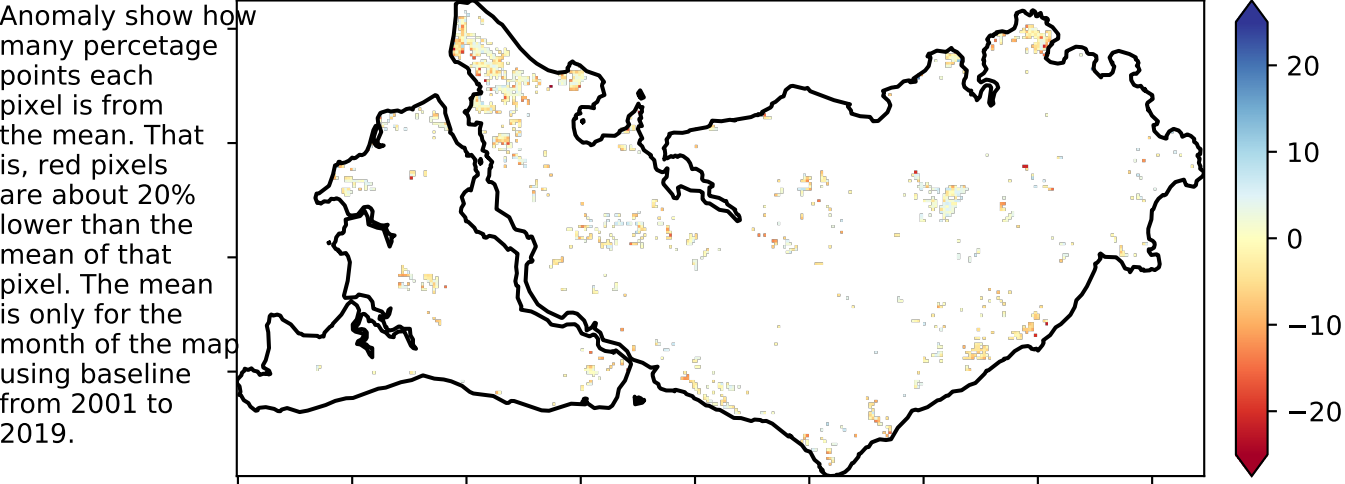 Anomaly show how
many percetage
points each
pixel is from
the mean. That
is, red pixels
are about 20%
lower than the
mean of that
pixel. The mean
is only for the
month of the map
using baseline
from 2001 to
2019.
20
10
0
−10
−20